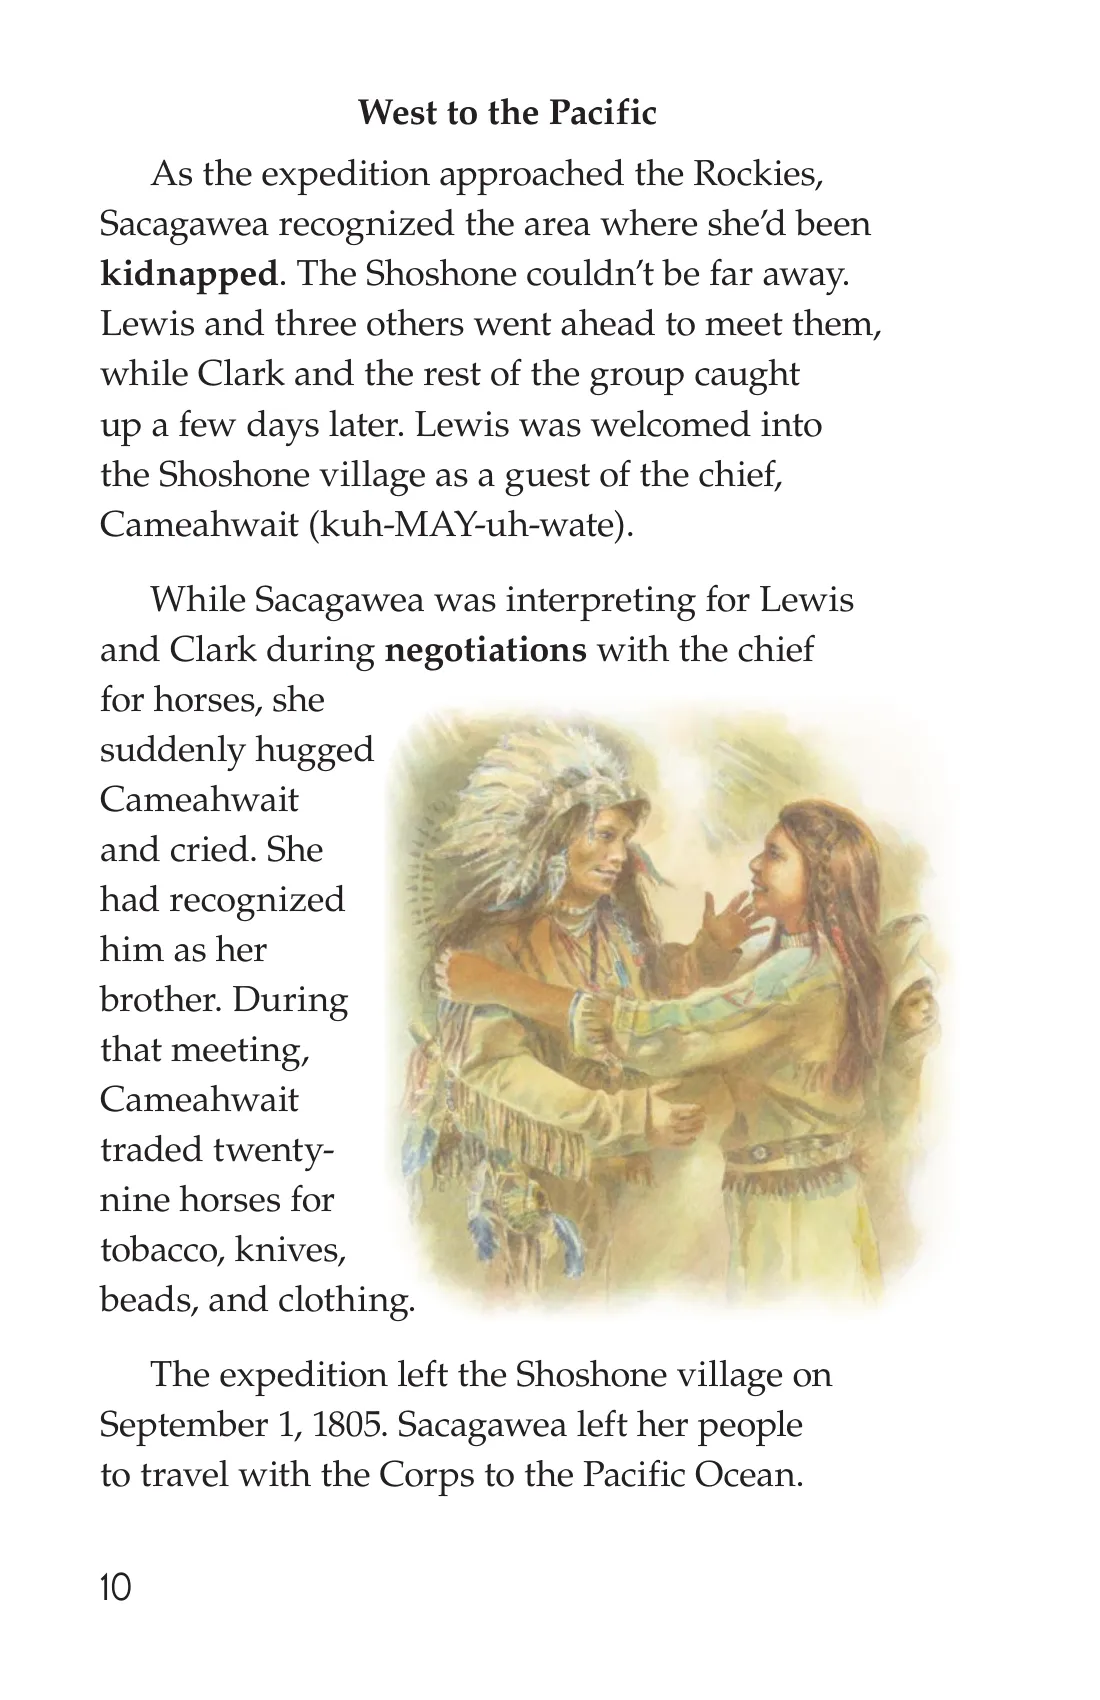 West to the Pacific
As the expedition approached the Rockies,
Sacagawea recognized the area where she’d been
kidnapped. The Shoshone couldn’t be far away.
Lewis and three others went ahead to meet them,
while Clark and the rest of the group caught
up a few days later. Lewis was welcomed into
the Shoshone village as a guest of the chief,
Cameahwait (kuh-MAY-uh-wate).
While Sacagawea was interpreting for Lewis
and Clark during negotiations with the chief
for horses, she
suddenly hugged
Cameahwait
and cried. She
had recognized
him as her
brother. During
that meeting,
Cameahwait
traded twenty-
nine horses for
tobacco, knives,
beads, and clothing.
The expedition left the Shoshone village on
September 1, 1805. Sacagawea left her people
to travel with the Corps to the Pacific Ocean.
10